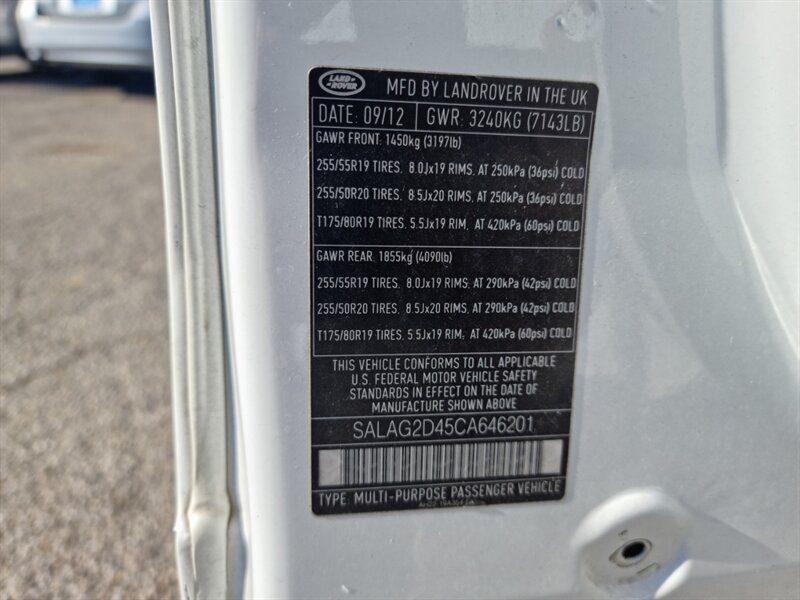 LAND ROVER
MFD BY LANDROVER IN THE UK
DATE: 09/12 GWR: 3240KG (7143LB)
GAWR FRONT: 1450kg (3197lb)
255/55R19 TIRES. 8.0Jx19 RIMS. AT 250kPa (36psi) COLD
255/50R20 TIRES. 8.5Jx20 RIMS. AT 250kPa (36psi) COLD
T175/80R19 TIRES. 5.5Jx19 RIM. AT 420kPa (60psi) COLD
GAWR REAR: 1855kg (4090lb)
255/55R19 TIRES. 8.0Jx19 RIMS. AT 290kPa (42psi) COLD
255/50R20 TIRES. 8.5Jx20 RIMS. AT 290kPa (42psi) COLD
T175/80R19 TIRES. 5.5Jx19 RIM. AT 420kPa (60psi) COLD
THIS VEHICLE CONFORMS TO ALL APPLICABLE
U.S. FEDERAL MOTOR VEHICLE SAFETY
STANDARDS IN EFFECT ON THE DATE OF
MANUFACTURE SHOWN ABOVE
SALAG2D45CA646201
TYPE: MULTI-PURPOSE PASSENGER VEHICLE